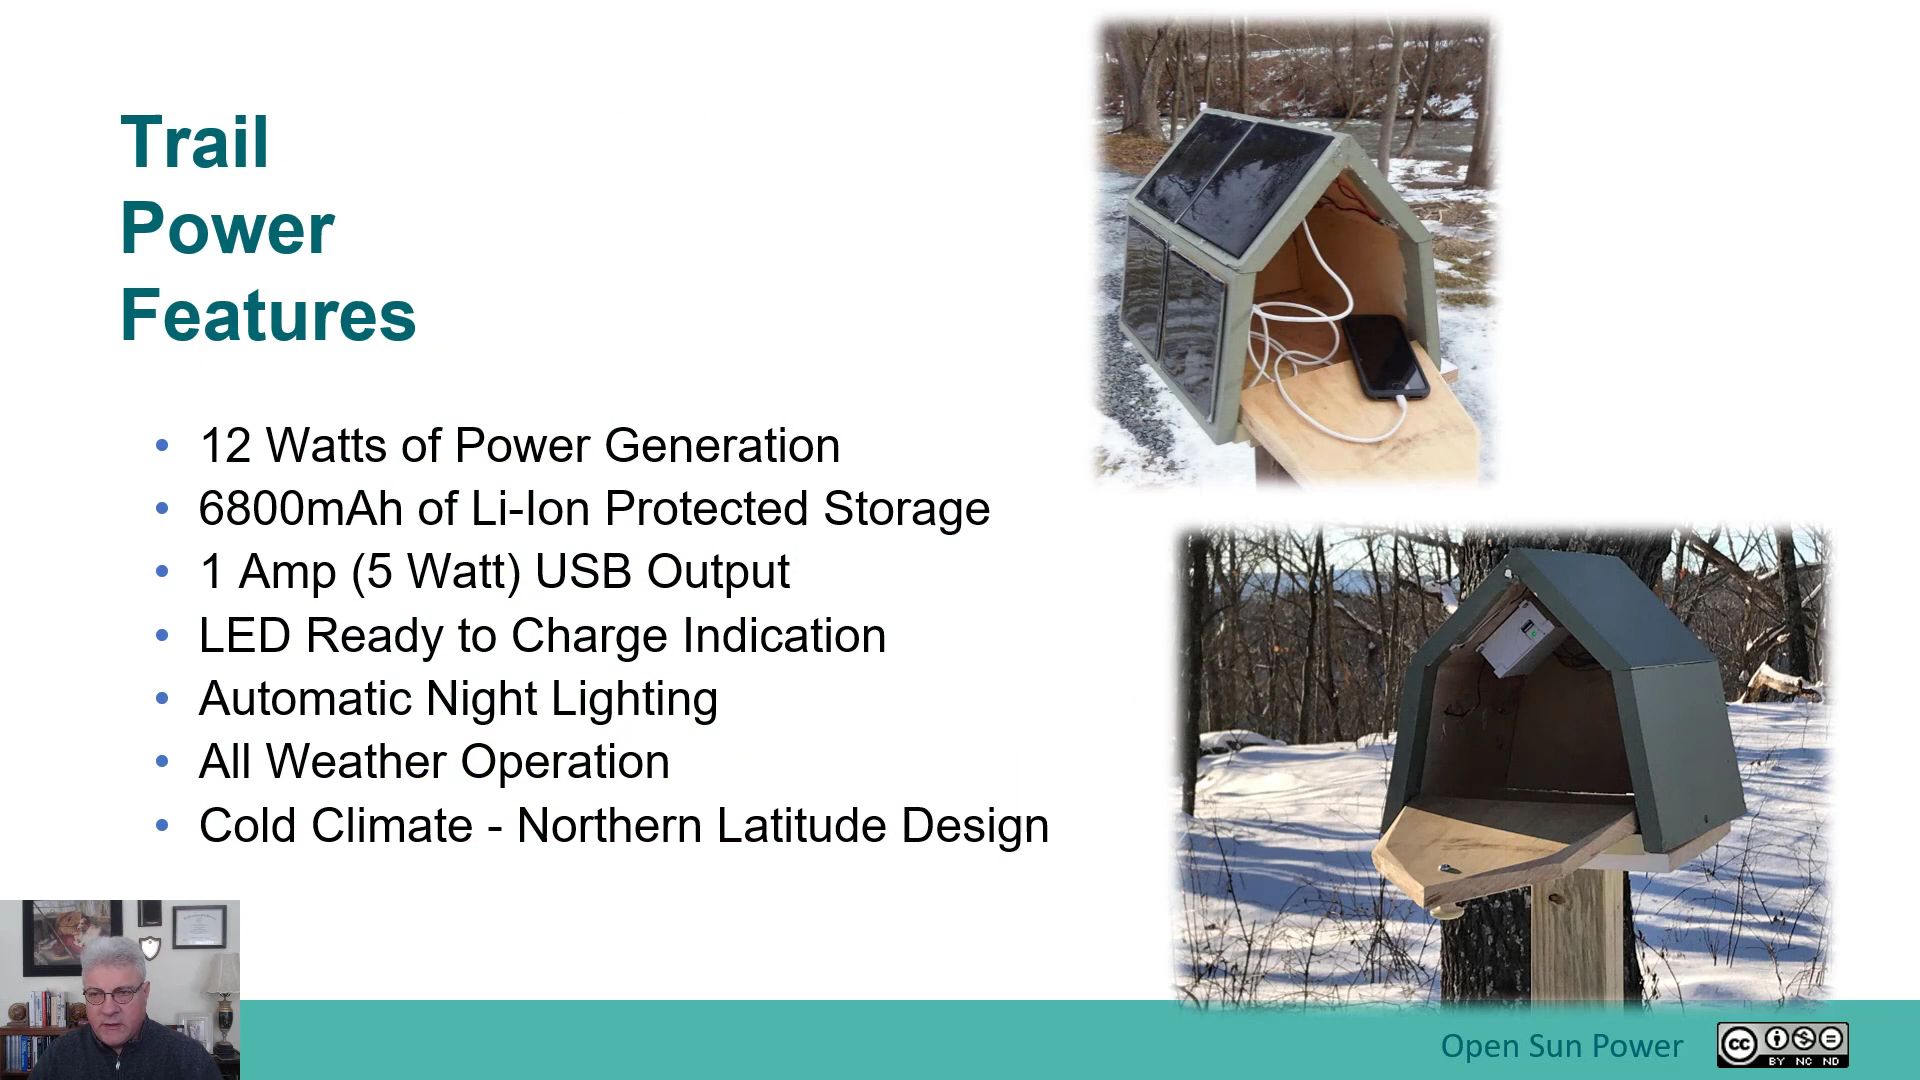 Trail
Power
Features
• 12 Watts of Power Generation
• 6800mAh of Li-Ion Protected Storage
• 1 Amp (5 Watt) USB Output
• LED Ready to Charge Indication
• Automatic Night Lighting
• All Weather Operation
• Cold Climate - Northern Latitude Design
Open Sun Power
cc
BY NC ND